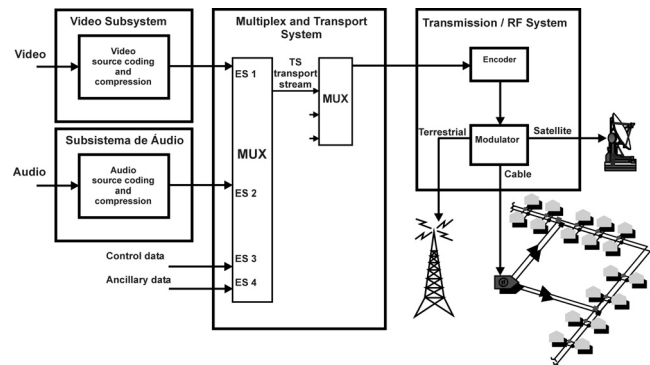 Video Subsystem
Video
Video
source coding
and
compression
Subsistema de Áudio
Audio
Audio
source coding
and
compression
Control data
Ancillary data
Multiplex and Transport
System
ES 1
TS
transport
stream
MUX
MUX
ES 2
ES 3
ES 4
Transmission / RF System
Encoder
Terrestrial
Modulator
Satellite
Cable